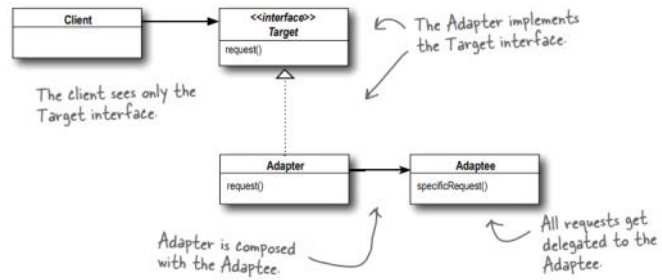 Client
<<interface>>
Target
request()
The Adapter implements
the Target interface.
The client sees only the
Target interface.
Adapter
request()
Adaptee
specificRequest()
Adapter is composed
with the Adaptee.
All requests get
delegated to the
Adaptee.